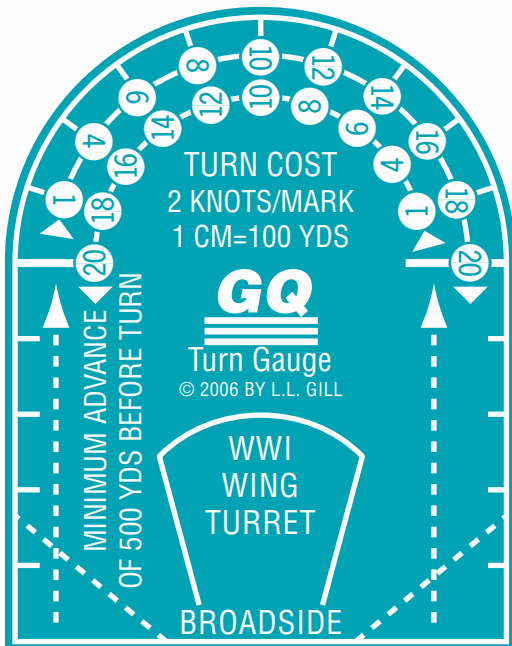 1 4 6 8 10 12 14 16 18 20
20 18 16 14 12 10 8 6 4 1
TURN COST
2 KNOTS/MARK
1 CM=100 YDS
GQ
Turn Gauge
© 2006 BY L.L. GILL
MINIMUM ADVANCE
OF 500 YDS BEFORE TURN
WWI
WING
TURRET
BROADSIDE